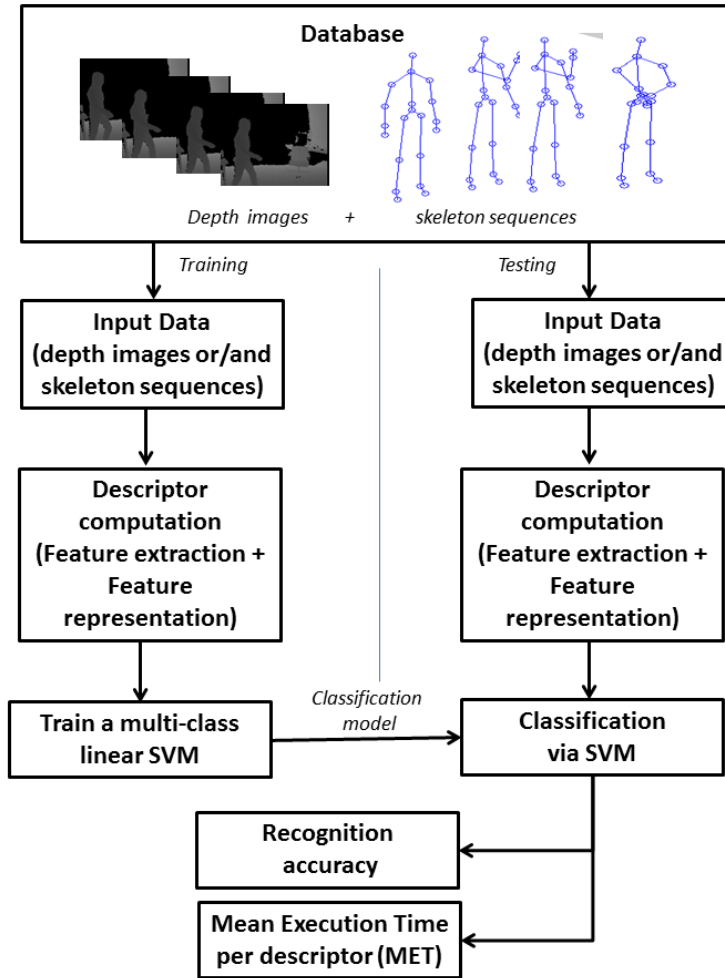 Database
Depth images + skeleton sequences
Training
Testing
Input Data
(depth images or/and
skeleton sequences)
Input Data
(depth images or/and
skeleton sequences)
Descriptor
computation
(Feature extraction +
Feature
representation)
Descriptor
computation
(Feature extraction +
Feature
representation)
Train a multi-class
linear SVM
Classification
model
Classification
via SVM
Recognition
accuracy
Mean Execution Time
per descriptor (MET)